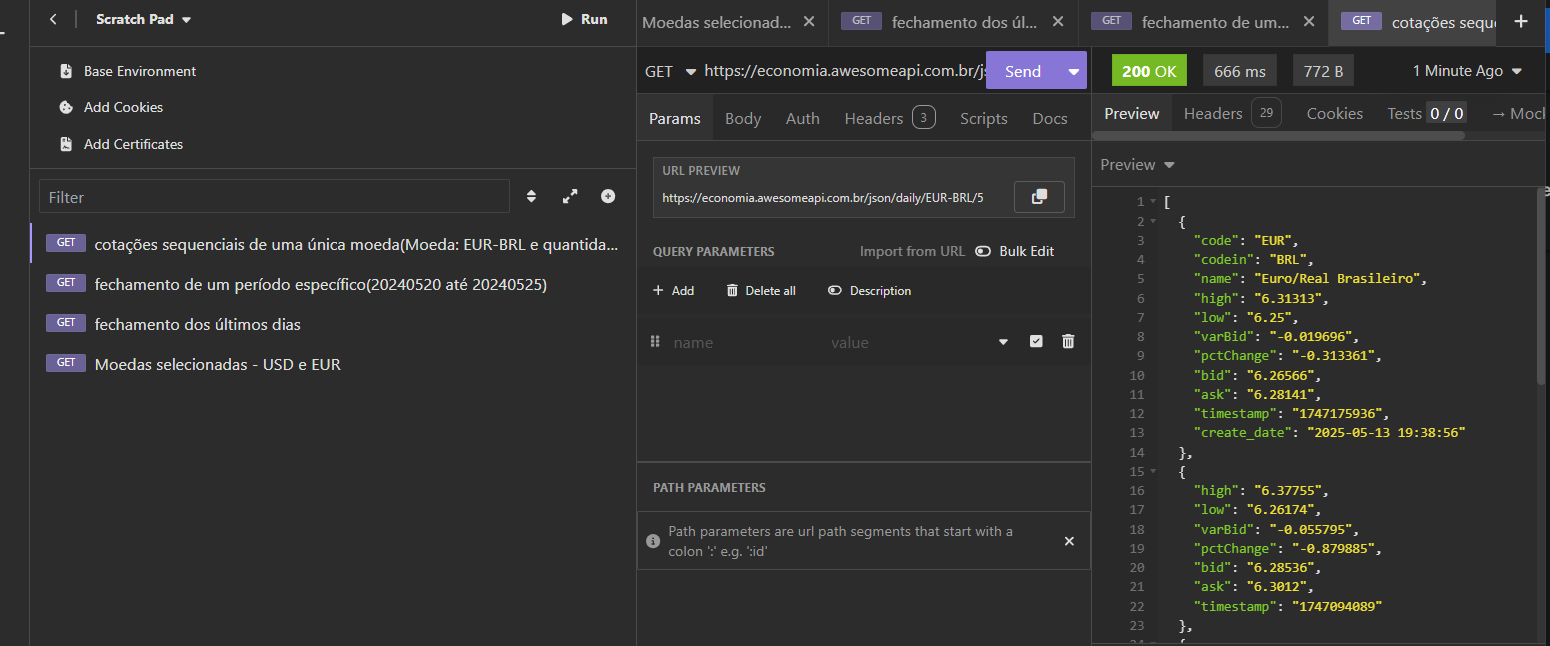 Scratch Pad
Run
Base Environment
Add Cookies
Add Certificates
Filter
GET cotações sequenciais de uma única moeda(Moeda: EUR-BRL e quantida...
GET fechamento de um período específico(20240520 até 20240525)
GET fechamento dos últimos dias
GET Moedas selecionadas - USD e EUR
Moedas selecionad...
GET fechamento dos úl...
GET fechamento de um...
GET cotações sequ
GET https://economia.awesomeapi.com.br/js
Send
Params Body Auth Headers 3 Scripts Docs
URL PREVIEW
https://economia.awesomeapi.com.br/json/daily/EUR-BRL/5
QUERY PARAMETERS
Import from URL Bulk Edit
+ Add Delete all Description
name value
PATH PARAMETERS
Path parameters are url path segments that start with a
colon ':' e.g. ':id'
200 OK 666 ms 772 B 1 Minute Ago
Preview Headers 29 Cookies Tests 0 / 0 → Mock
Preview
1 [
2 {
3 "code": "EUR",
4 "codein": "BRL",
5 "name": "Euro/Real Brasileiro",
6 "high": "6.31313",
7 "low": "6.25",
8 "varBid": "-0.019696",
9 "pctChange": "-0.313361",
10 "bid": "6.26566",
11 "ask": "6.28141",
12 "timestamp": "1747175936",
13 "create_date": "2025-05-13 19:38:56"
14 },
15 {
16 "high": "6.37755",
17 "low": "6.26174",
18 "varBid": "-0.055795",
19 "pctChange": "-0.879885",
20 "bid": "6.28536",
21 "ask": "6.3012",
22 "timestamp": "1747094089"
23 },